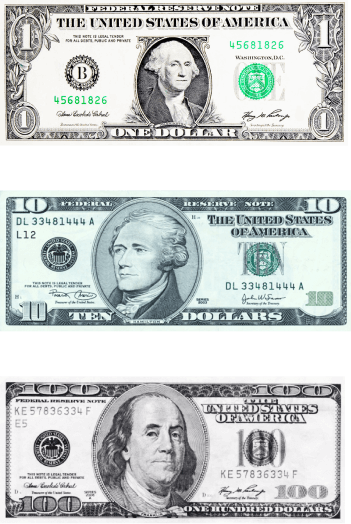 FEDERAL RESERVE NOTE
THE UNITED STATES OF AMERICA
1 1
THIS NOTE IS LEGAL TENDER
FOR ALL DEBTS, PUBLIC AND PRIVATE
45681826
WASHINGTON, D.C.
B
45681826
1 1
ONE DOLLAR
10 FEDERAL RESERVE NOTE 10
DL 33481444 A
THE UNITED STATES
OF AMERICA
L12
THIS NOTE IS LEGAL TENDER
FOR ALL DEBTS, PUBLIC AND PRIVATE
DL 33481444 A
SERIES
2003
10 TEN DOLLARS 10
HAMILTON
100 100
FEDERAL RESERVE NOTE
THE
UNITED STATES
OF AMERICA
KE 57836334 F
E5
100
KE 57836334 F
THIS NOTE IS LEGAL TENDER
FOR ALL DEBTS, PUBLIC AND PRIVATE
100
100
ONE HUNDRED DOLLARS